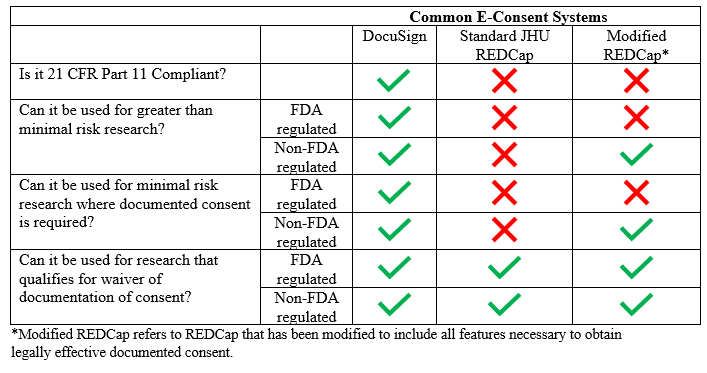 Common E-Consent Systems
DocuSign Standard JHU Modified
REDCap REDCap*
Is it 21 CFR Part 11 Compliant?
Can it be used for greater than FDA
minimal risk research? regulated
Non-FDA
regulated
Can it be used for minimal risk FDA
research where documented consent regulated
is required? Non-FDA
regulated
Can it be used for research that FDA
qualifies for waiver of regulated
documentation of consent? Non-FDA
regulated
*Modified REDCap refers to REDCap that has been modified to include all features necessary to obtain
legally effective documented consent.